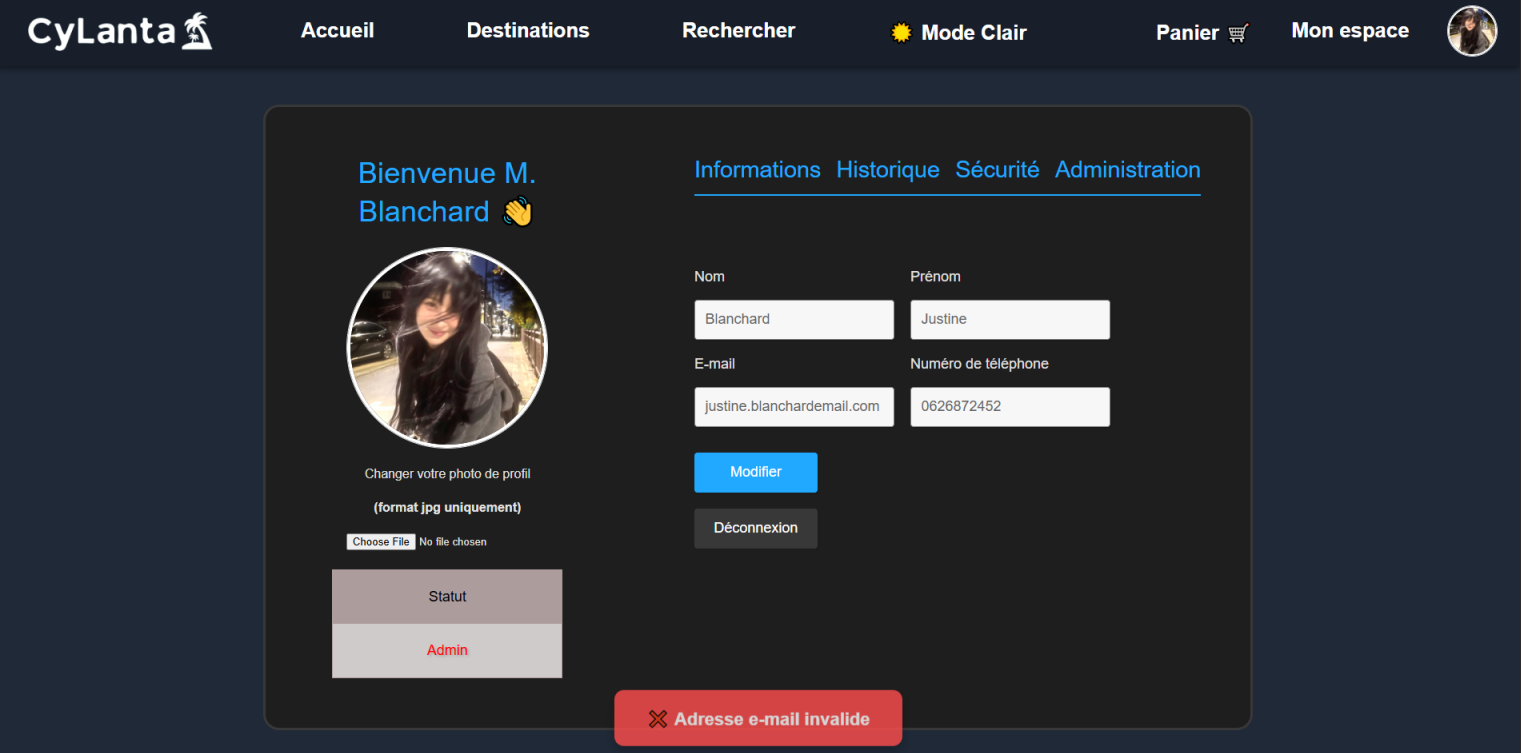 CyLanta
Accueil
Destinations
Rechercher
Mode Clair
Panier
Mon espace
Bienvenue M.
Blanchard
Informations Historique Sécurité Administration
Nom
Prénom
Blanchard
Justine
E-mail
Numéro de téléphone
justine.blanchardemail.com
0626872452
Modifier
Déconnexion
Changer votre photo de profil
(format jpg uniquement)
Choose File No file chosen
Statut
Admin
Adresse e-mail invalide